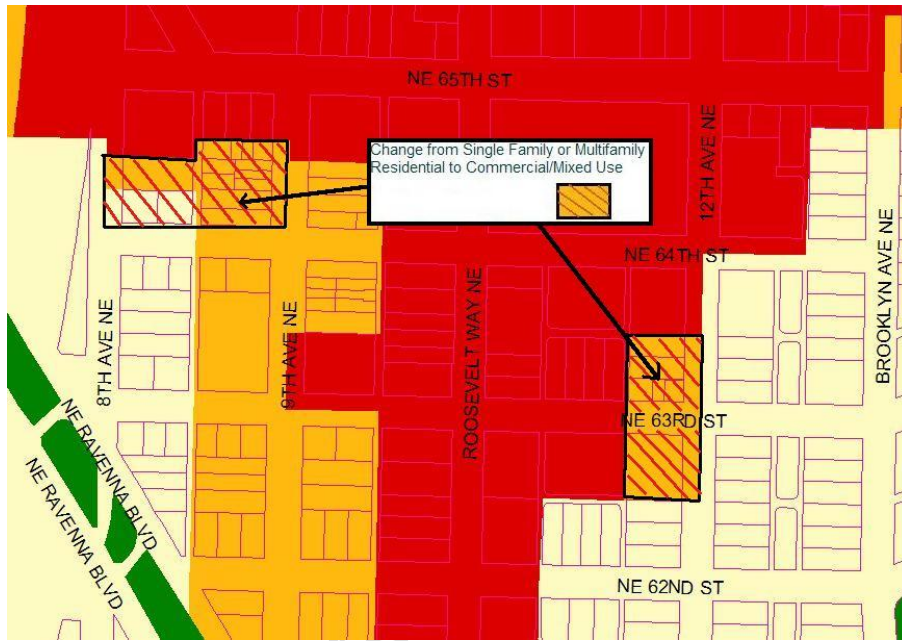 NE 65TH ST
Change from Single Family or Multifamily
Residential to Commercial/Mixed Use
12TH AVE NE
NE 64TH ST
8TH AVE NE
9TH AVE NE
ROOSEVELT WAY NE
BROOKLYN AVE NE
NE 63RD ST
NE RAVENNA BLVD
NE RAVENNA BLVD
NE 62ND ST